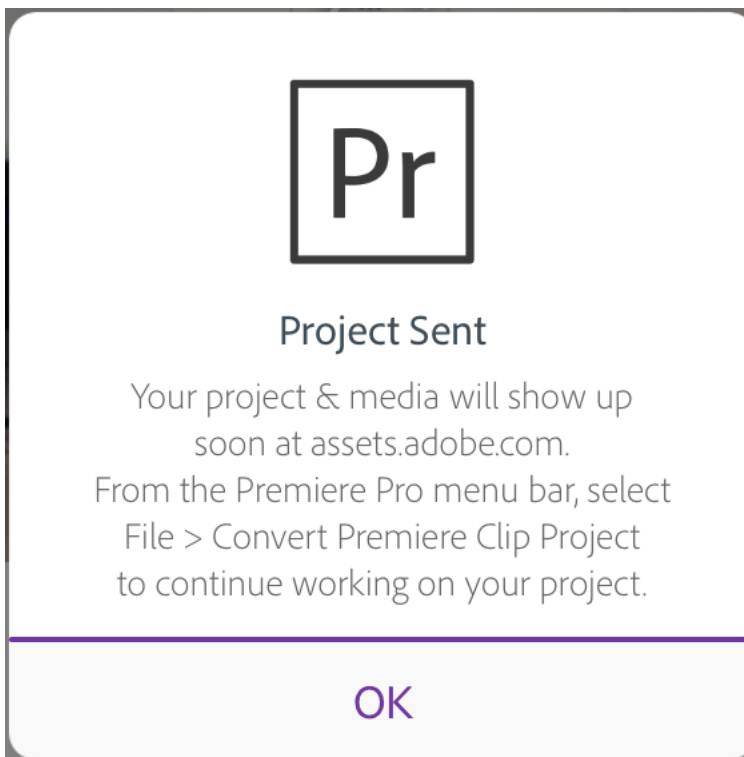 Pr
Project Sent
Your project & media will show up
soon at assets.adobe.com.
From the Premiere Pro menu bar, select
File > Convert Premiere Clip Project
to continue working on your project.
OK